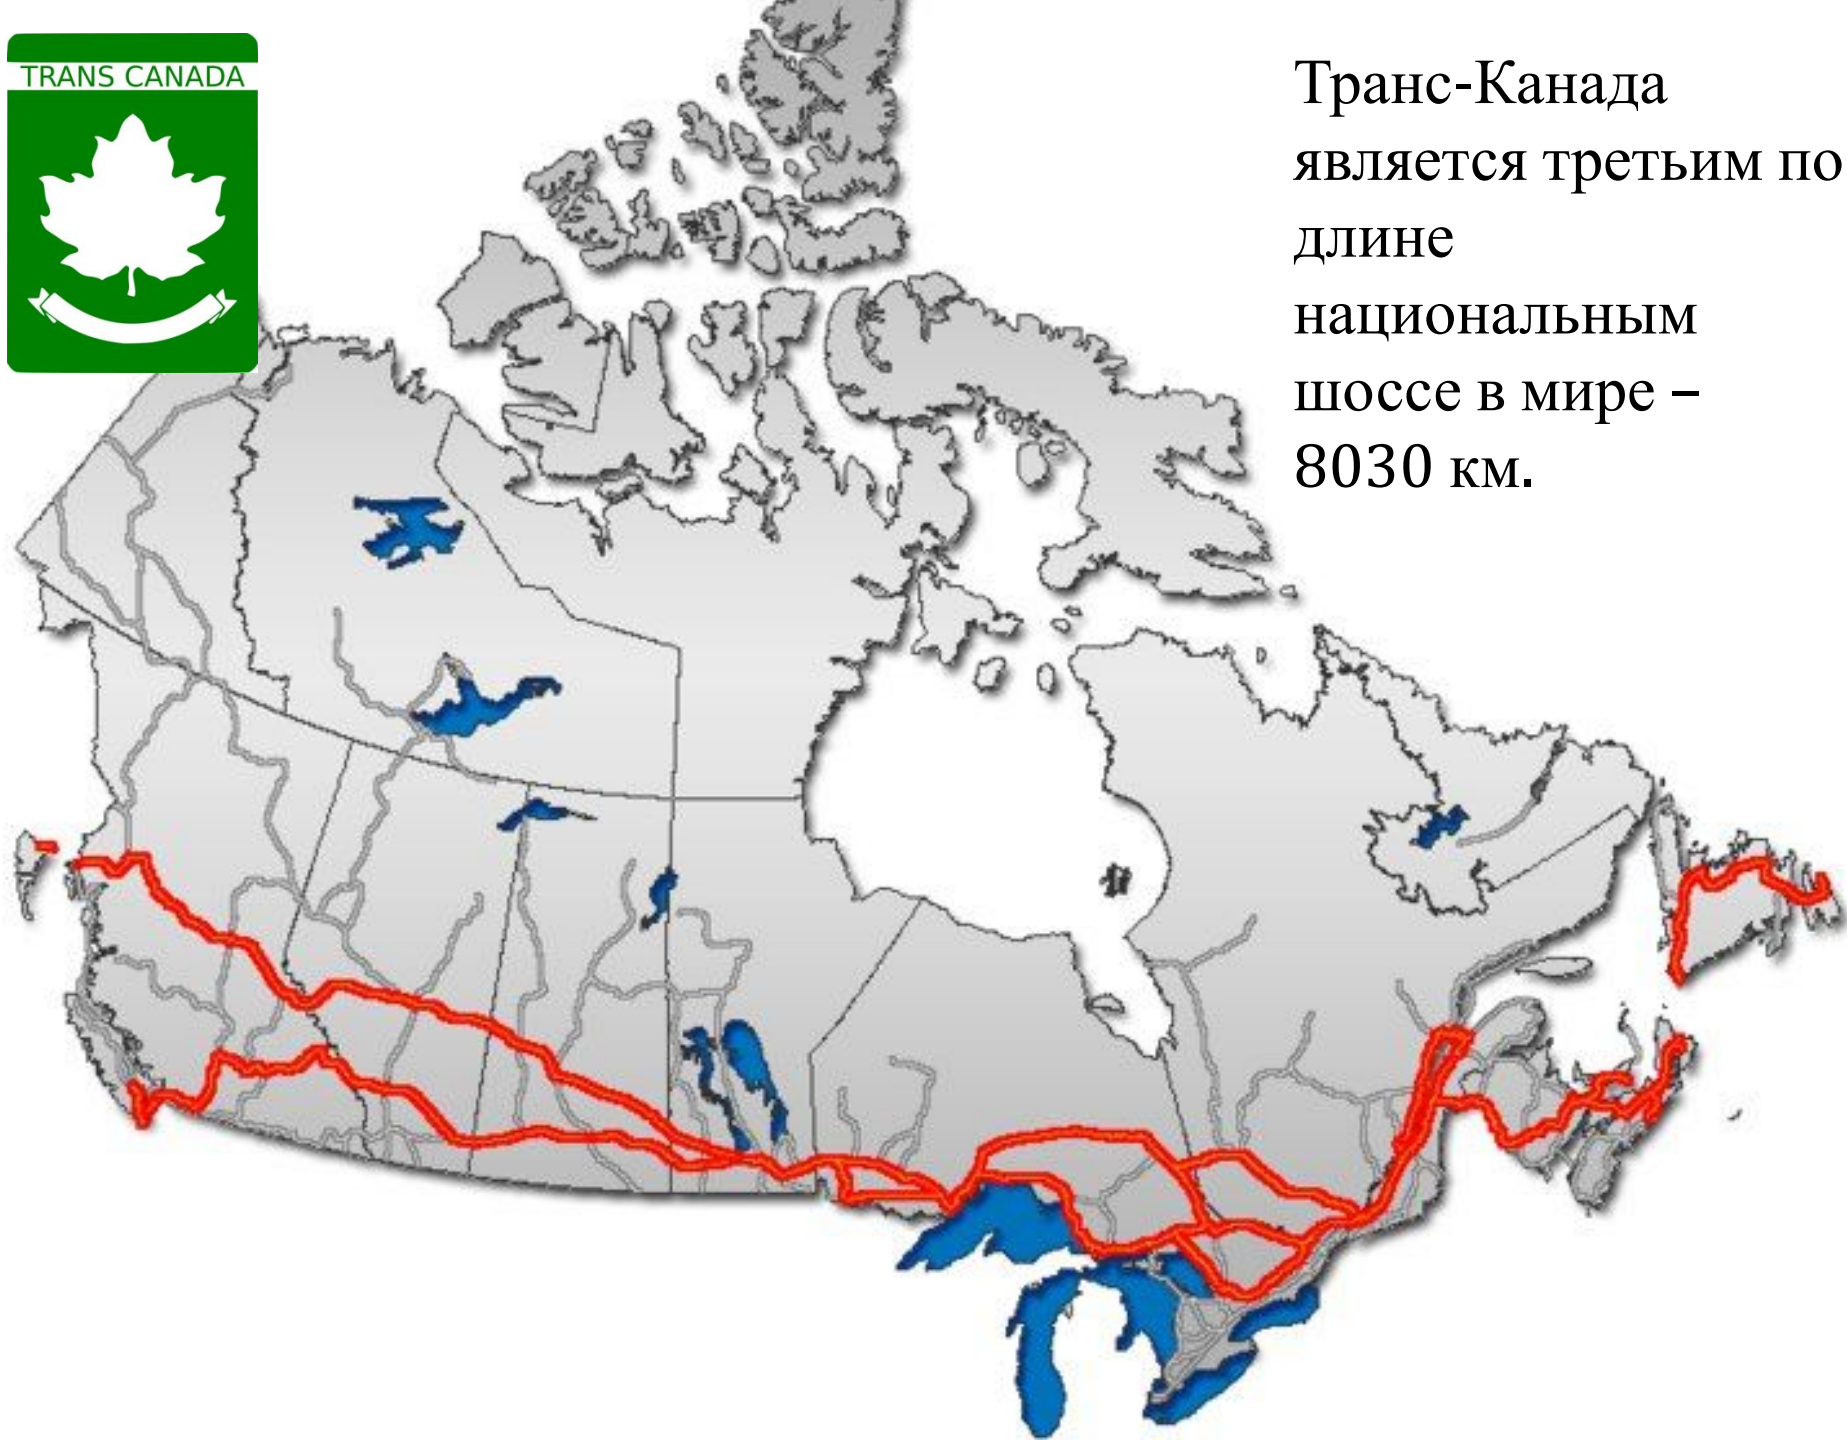 TRANS CANADA
Транс-Канада
является третьим по
длине
национальным
шоссе в мире –
8030 км.